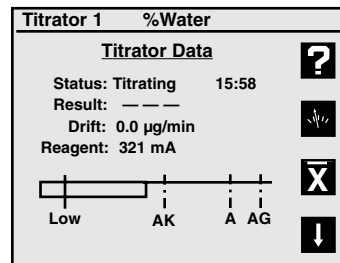 Titrator 1 %Water
Titrator Data
Status: Titrating 15:58
Result: — — —
Drift: 0.0 µg/min
Reagent: 321 mA
Low AK A AG
?
X̅